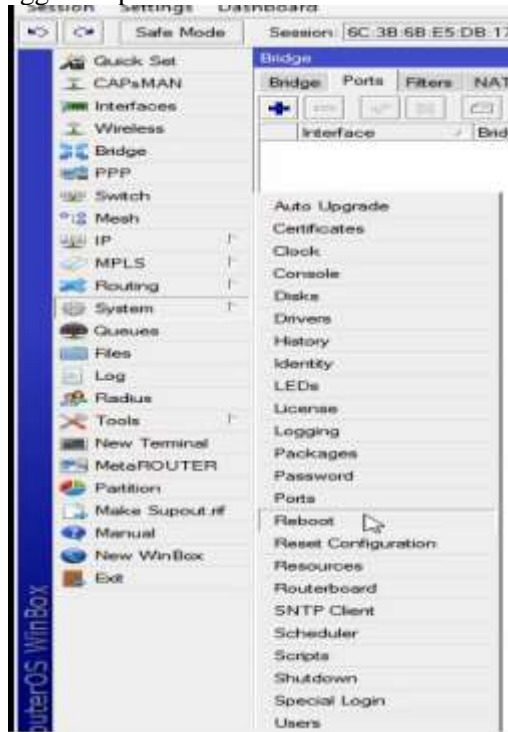 Session Settings Dashboard
Safe Mode Session: 6C:3B:6B:E5:DB:17
Bridge
Bridge Ports Filters NAT
Interface Brid
Quick Set
CAPsMAN
Interfaces
Wireless
Bridge
PPP
Switch
Mesh
IP
MPLS
Routing
System
Queues
Files
Log
Radius
Tools
New Terminal
MetaROUTER
Partition
Make Supout.rif
Manual
New WinBox
Exit
Auto Upgrade
Certificates
Clock
Console
Disks
Drivers
History
Identity
LEDs
License
Logging
Packages
Password
Ports
Reboot
Reset Configuration
Resources
Routerboard
SNTP Client
Scheduler
Scripts
Shutdown
Special Login
Users
outerOS WinBox